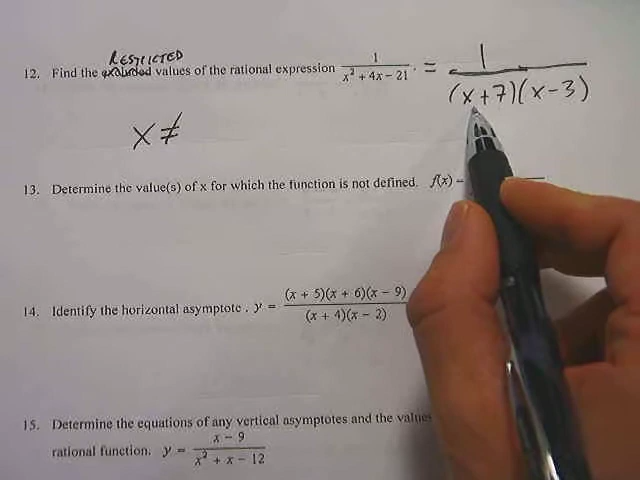 RESTRICTED
12. Find the excluded values of the rational expression 1 / (x² + 4x − 21) . = 1 / ((x+7)(x−3))
x ≠
13. Determine the value(s) of x for which the function is not defined. f(x) =
14. Identify the horizontal asymptote . y = (x + 5)(x + 6)(x − 9) / (x + 4)(x − 2)
15. Determine the equations of any vertical asymptotes and the values
rational function. y = (x − 9) / (x² + x − 12)